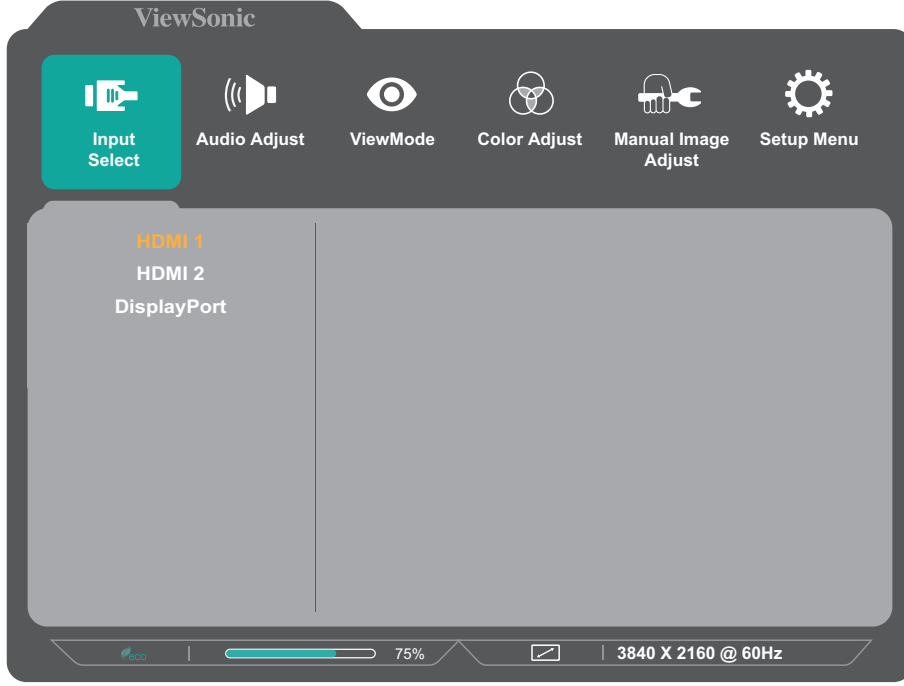 ViewSonic
Input
Select
Audio Adjust
ViewMode
Color Adjust
Manual Image
Adjust
Setup Menu
HDMI 1
HDMI 2
DisplayPort
eco
75%
3840 X 2160 @ 60Hz